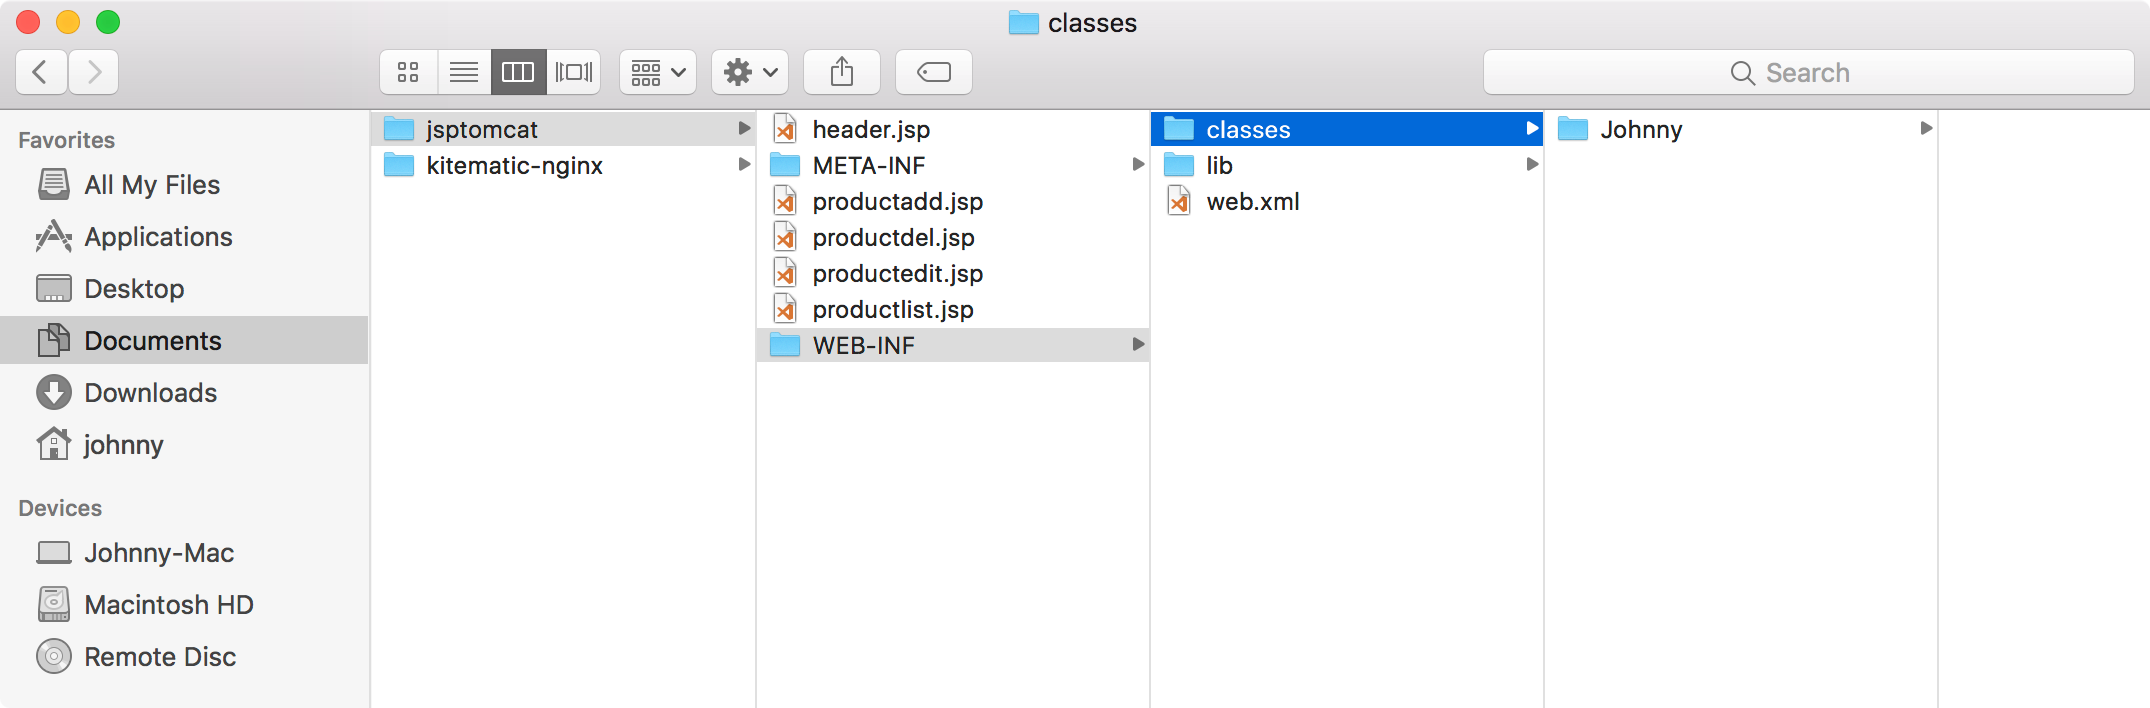 classes
Search
Favorites
All My Files
Applications
Desktop
Documents
Downloads
johnny
Devices
Johnny-Mac
Macintosh HD
Remote Disc
jsptomcat
kitematic-nginx
header.jsp
META-INF
productadd.jsp
productdel.jsp
productedit.jsp
productlist.jsp
WEB-INF
classes
lib
web.xml
Johnny